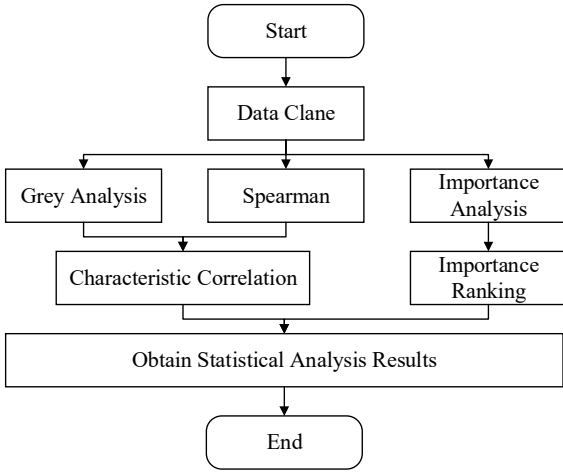 Start
Data Clane
Grey Analysis
Spearman
Importance
Analysis
Characteristic Correlation
Importance
Ranking
Obtain Statistical Analysis Results
End